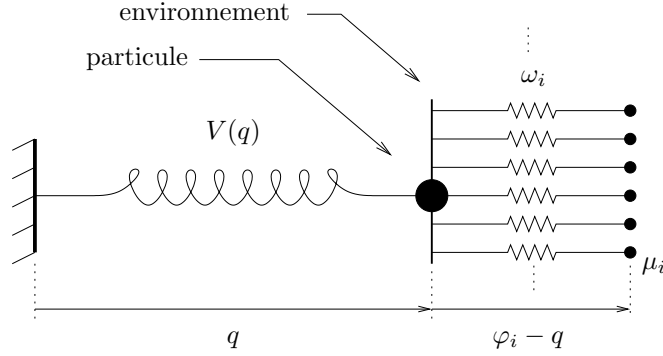 environnement
particule
ω_i
V(q)
μ_i
q
φ_i − q